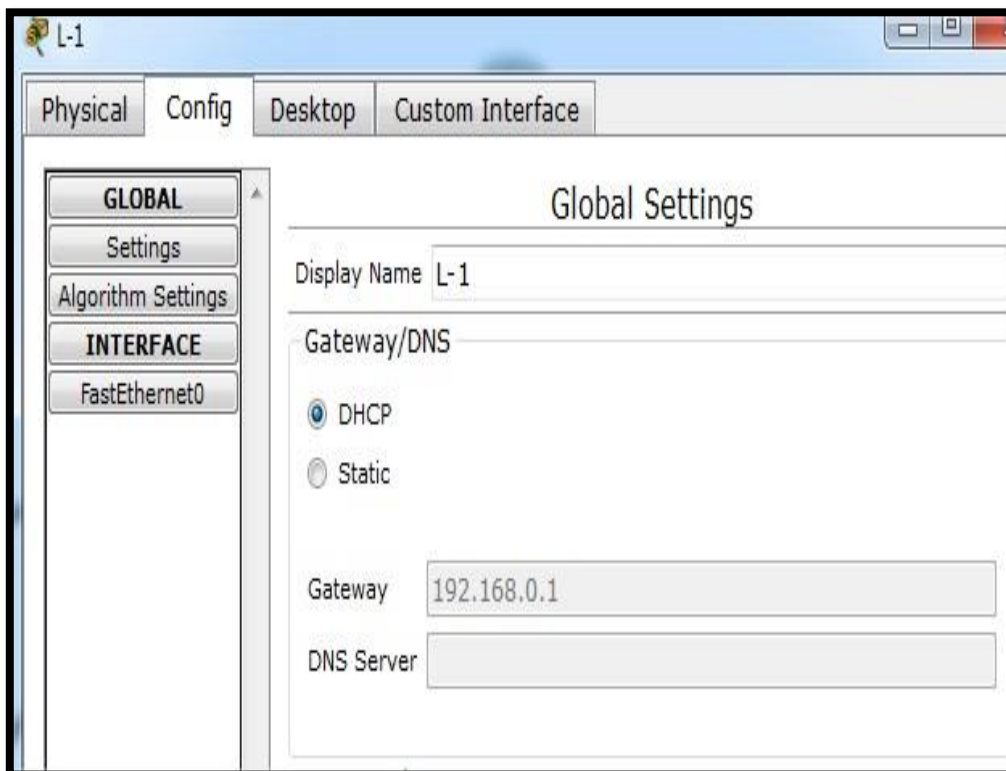 L-1
Physical Config Desktop Custom Interface
GLOBAL
Settings
Algorithm Settings
INTERFACE
FastEthernet0
Global Settings
Display Name L-1
Gateway/DNS
DHCP
Static
Gateway 192.168.0.1
DNS Server